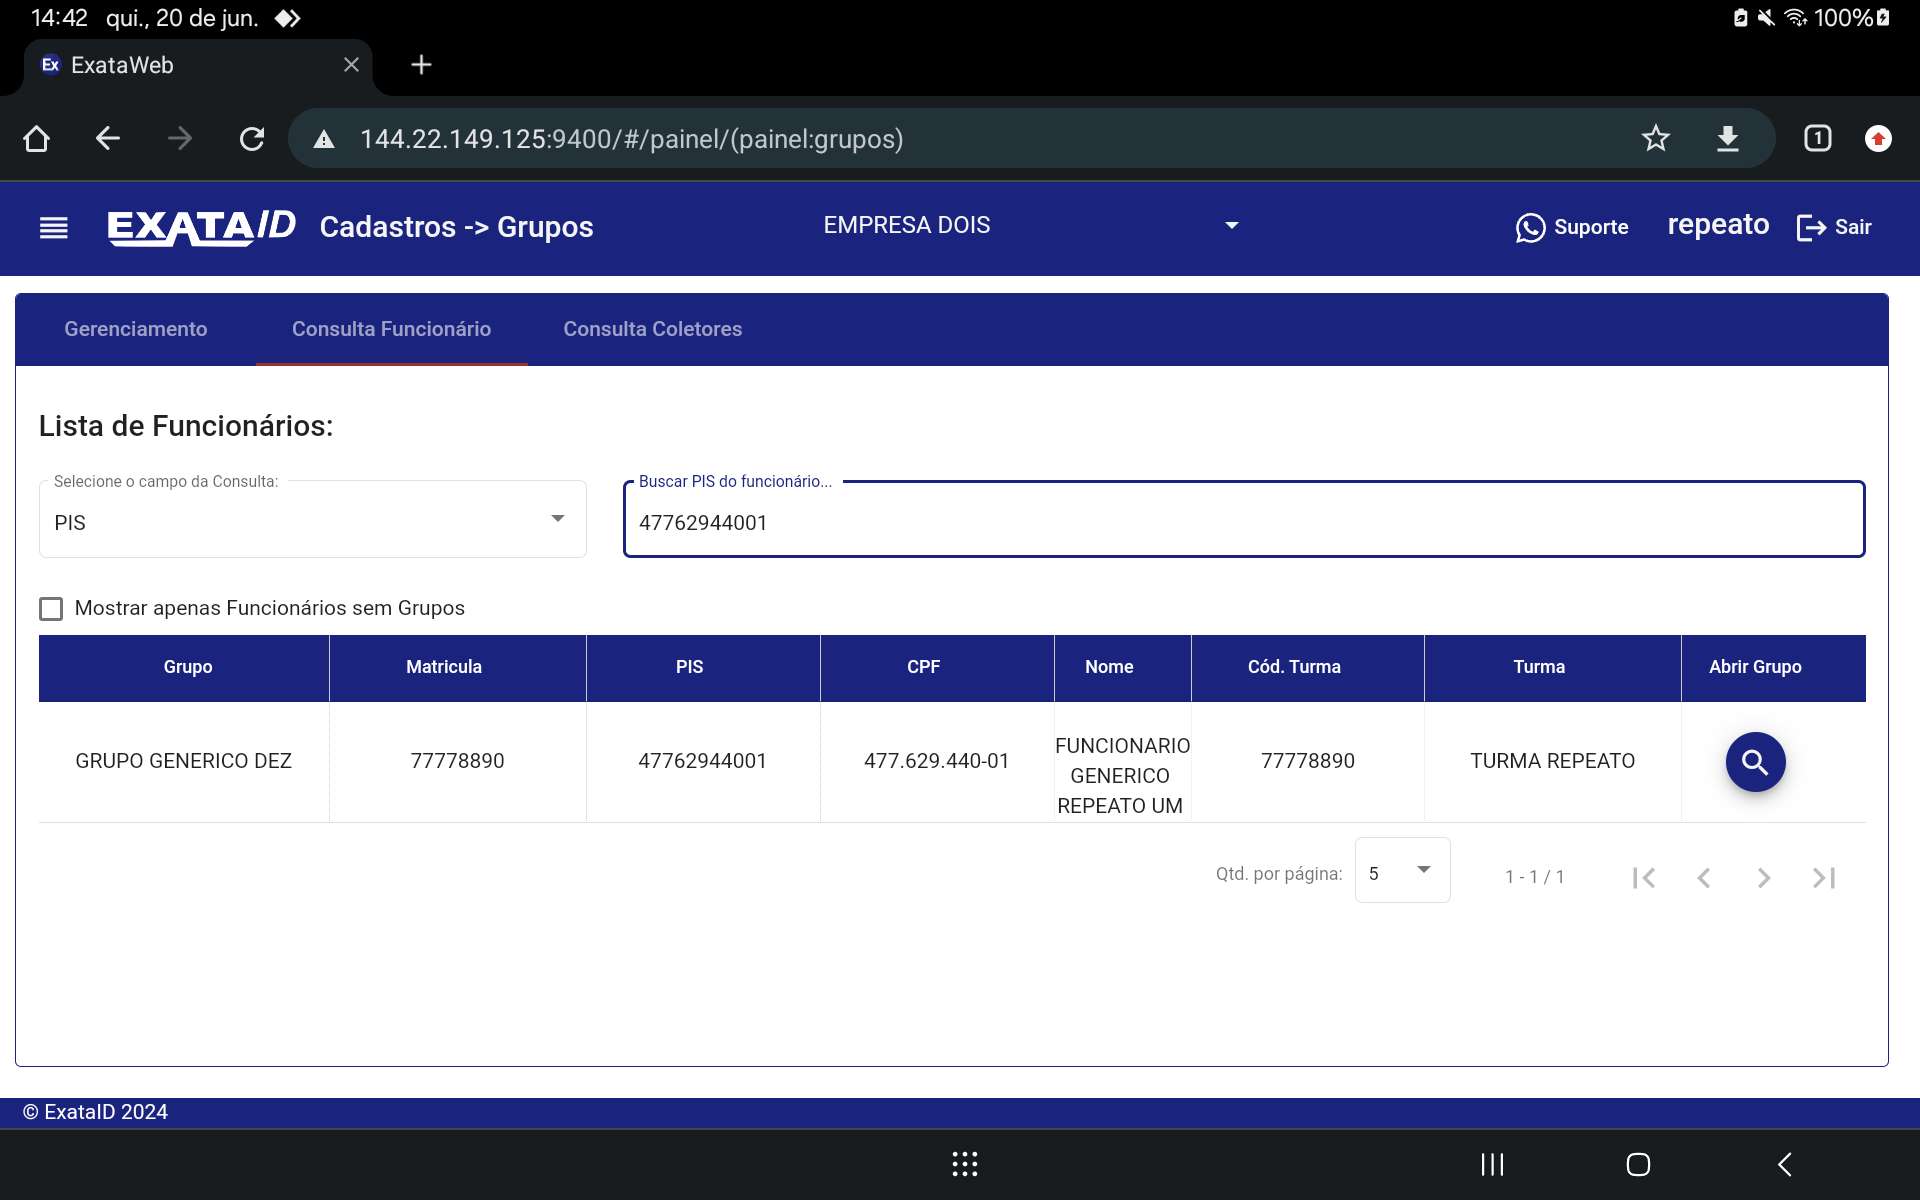 14:42 qui., 20 de jun. 100%
Ex ExataWeb
144.22.149.125:9400/#/painel/(painel:grupos) 1
EXATAID Cadastros -> Grupos EMPRESA DOIS Suporte repeato Sair
Gerenciamento Consulta Funcionário Consulta Coletores
Lista de Funcionários:
Selecione o campo da Consulta: Buscar PIS do funcionário...
PIS 47762944001
Mostrar apenas Funcionários sem Grupos
Grupo Matricula PIS CPF Nome Cód. Turma Turma Abrir Grupo
GRUPO GENERICO DEZ 77778890 47762944001 477.629.440-01 FUNCIONARIO GENERICO REPEATO UM 77778890 TURMA REPEATO
Qtd. por página: 5 1 - 1 / 1
© ExataID 2024